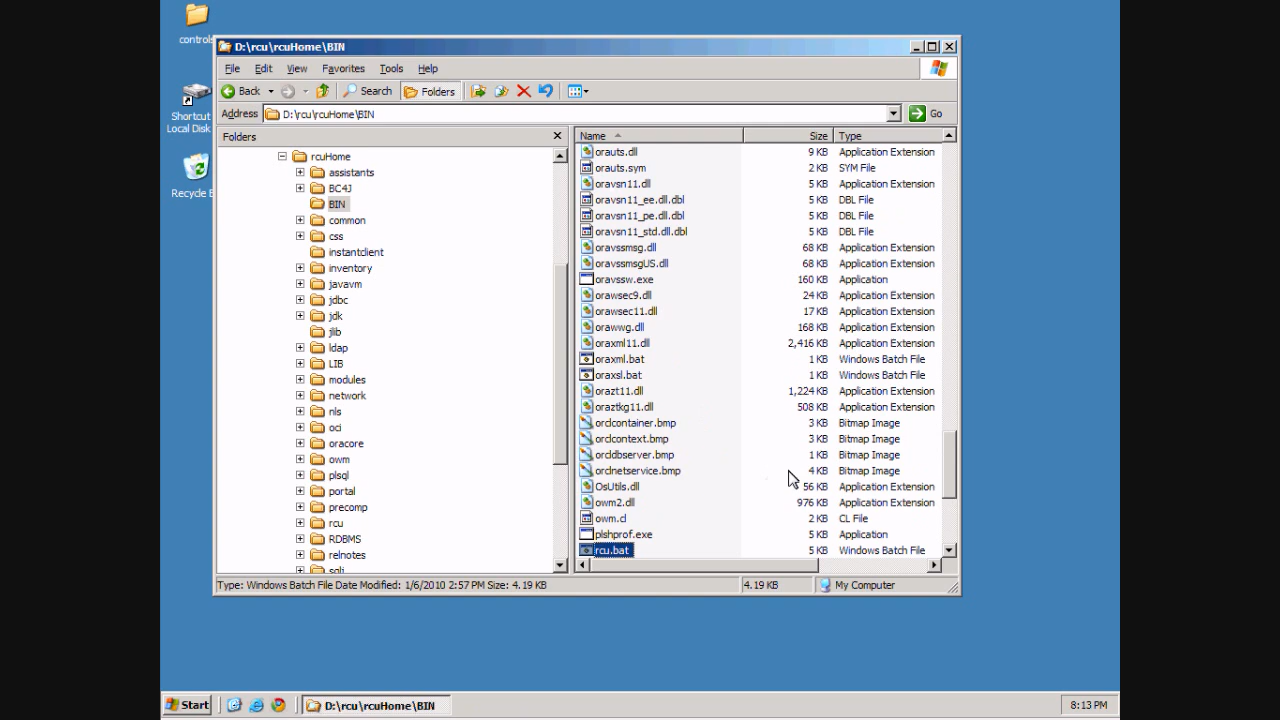 control
Shortcut
Local Disk
Recycle B
D:\rcu\rcuHome\BIN
File Edit View Favorites Tools Help
Back Search Folders
Address D:\rcu\rcuHome\BIN Go
Folders
rcuHome
assistants
BC4J
BIN
common
css
instantclient
inventory
javavm
jdbc
jdk
jlib
ldap
LIB
modules
network
nls
oci
oracore
owm
plsql
portal
precomp
rcu
RDBMS
relnotes
sqlj
Name Size Type
orauts.dll 9 KB Application Extension
orauts.sym 2 KB SYM File
oravsn11.dll 5 KB Application Extension
oravsn11_ee.dll.dbl 5 KB DBL File
oravsn11_pe.dll.dbl 5 KB DBL File
oravsn11_std.dll.dbl 5 KB DBL File
oravssmsg.dll 68 KB Application Extension
oravssmsgUS.dll 68 KB Application Extension
oravssw.exe 160 KB Application
orawsec9.dll 24 KB Application Extension
orawsec11.dll 17 KB Application Extension
orawwg.dll 168 KB Application Extension
oraxml11.dll 2,416 KB Application Extension
oraxml.bat 1 KB Windows Batch File
oraxsl.bat 1 KB Windows Batch File
orazt11.dll 1,224 KB Application Extension
oraztkg11.dll 508 KB Application Extension
ordcontainer.bmp 3 KB Bitmap Image
ordcontext.bmp 3 KB Bitmap Image
orddbserver.bmp 1 KB Bitmap Image
ordnetservice.bmp 4 KB Bitmap Image
OsUtils.dll 56 KB Application Extension
owm2.dll 976 KB Application Extension
owm.cl 2 KB CL File
plshprof.exe 5 KB Application
rcu.bat 5 KB Windows Batch File
Type: Windows Batch File Date Modified: 1/6/2010 2:57 PM Size: 4.19 KB 4.19 KB My Computer
Start D:\rcu\rcuHome\BIN 8:13 PM